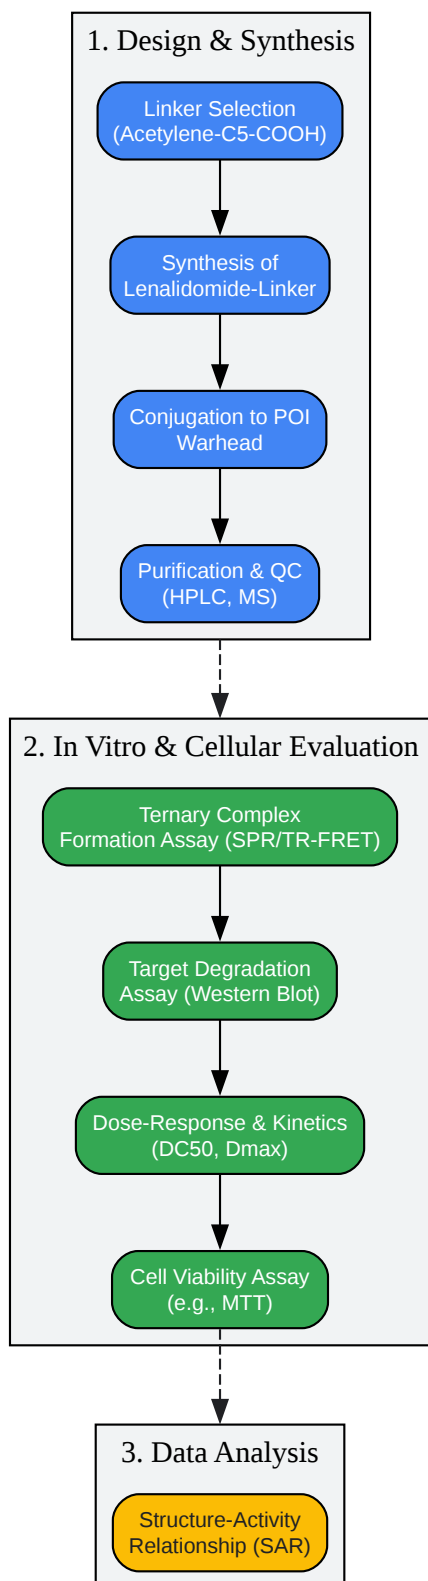 1. Design & Synthesis
Linker Selection
(Acetylene-C5-COOH)
Synthesis of
Lenalidomide-Linker
Conjugation to POI
Warhead
Purification & QC
(HPLC, MS)
2. In Vitro & Cellular Evaluation
Ternary Complex
Formation Assay (SPR/TR-FRET)
Target Degradation
Assay (Western Blot)
Dose-Response & Kinetics
(DC50, Dmax)
Cell Viability Assay
(e.g., MTT)
3. Data Analysis
Structure-Activity
Relationship (SAR)